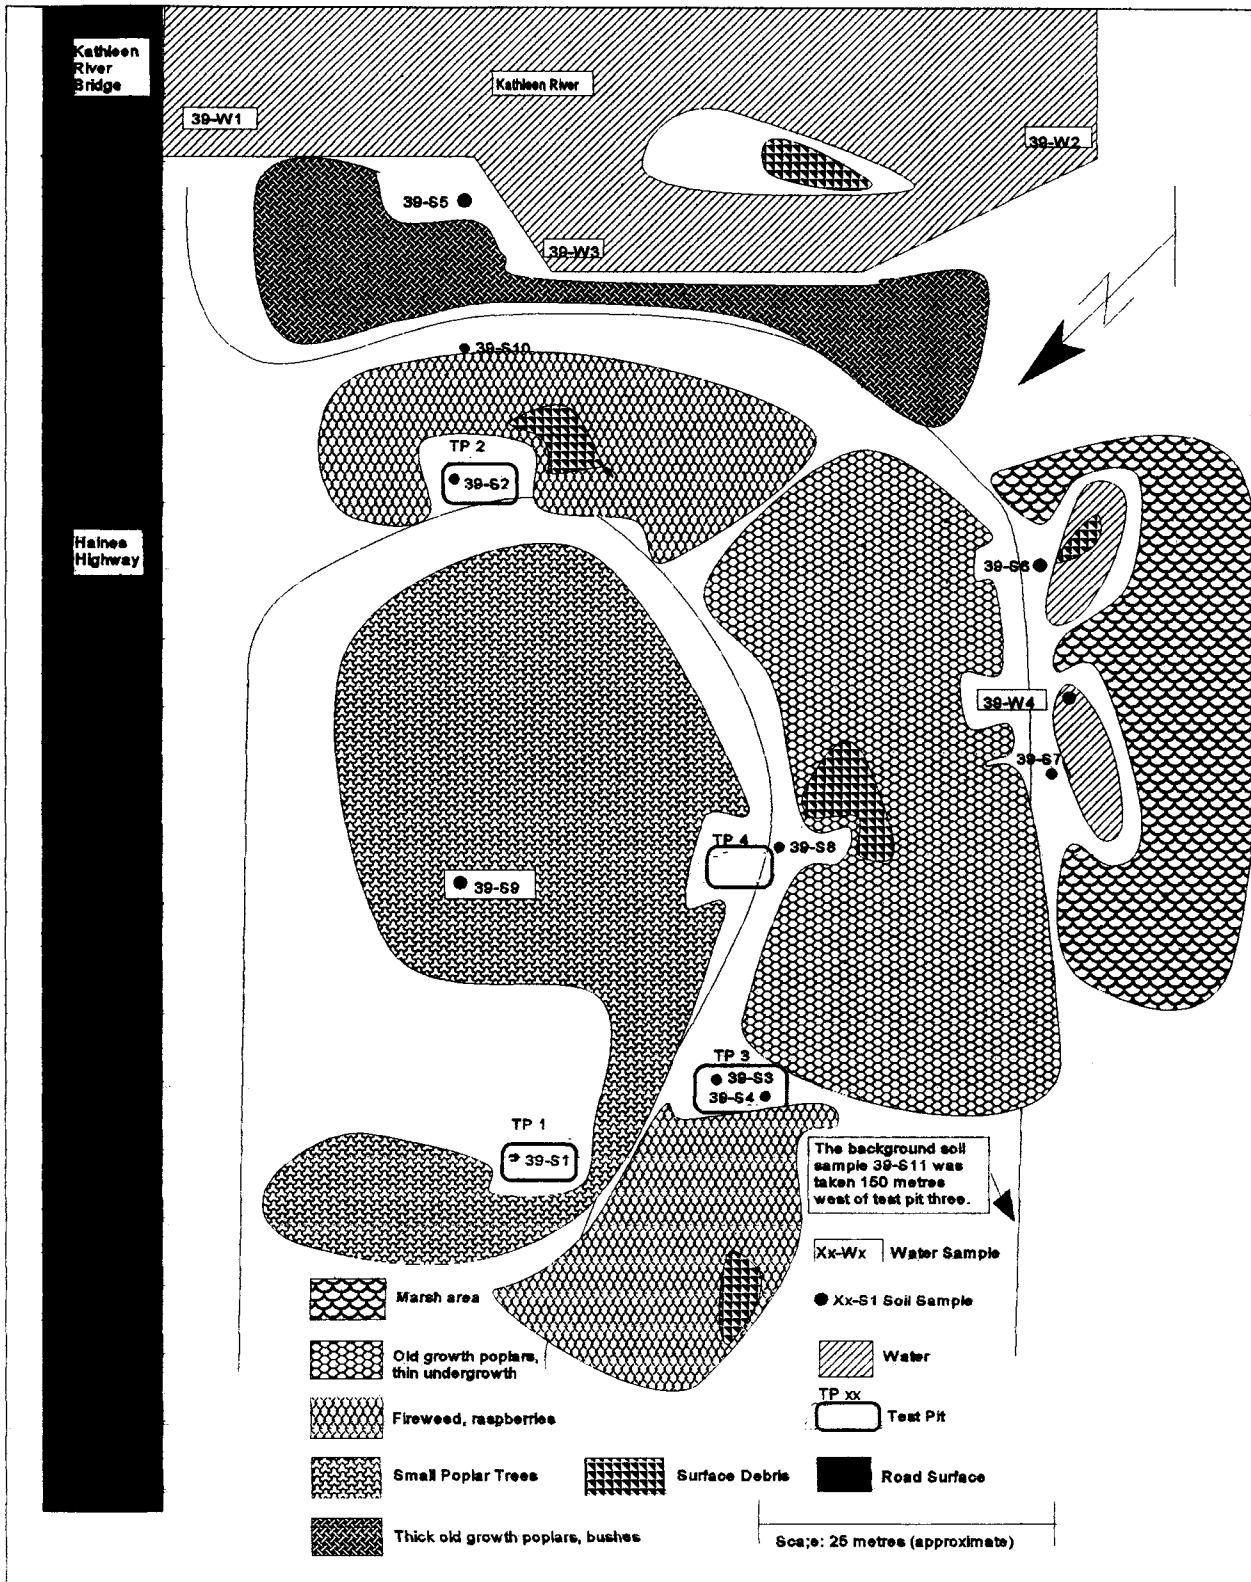 Kathleen
River
Bridge
Kathleen River
39-W1
39-W2
39-S5
39-W3
39-S10
TP 2
39-S2
Haines
Highway
39-S6
39-W4
39-S7
TP 4
39-S8
39-S9
TP 3
39-S3
39-S4
TP 1
39-S1
The background soil
sample 39-S11 was
taken 150 metres
west of test pit three.
Xx-Wx Water Sample
Marsh area
Xx-S1 Soil Sample
Old growth poplars,
thin undergrowth
Water
TP xx
Fireweed, raspberries
Test Pit
Small Poplar Trees
Surface Debris
Road Surface
Thick old growth poplars, bushes
Sca;e: 25 metres (approximate)